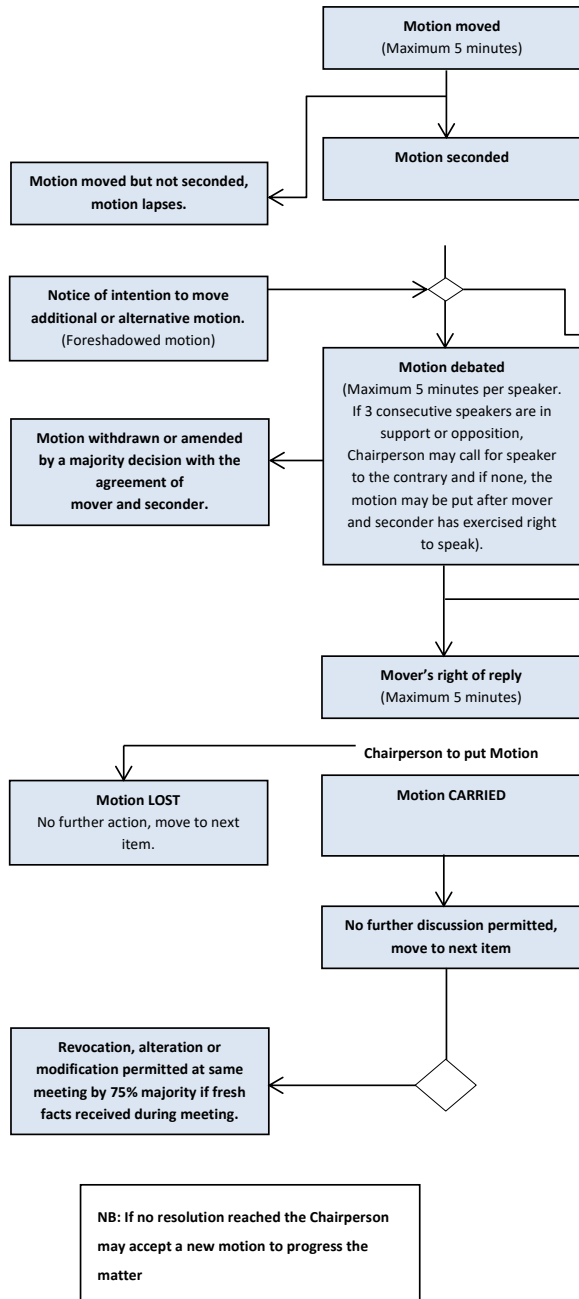 Motion moved
(Maximum 5 minutes)
Motion seconded
Motion moved but not seconded,
motion lapses.
Notice of intention to move
additional or alternative motion.
(Foreshadowed motion)
Motion debated
(Maximum 5 minutes per speaker.
If 3 consecutive speakers are in
support or opposition,
Chairperson may call for speaker
to the contrary and if none, the
motion may be put after mover
and seconder has exercised right
to speak).
Motion withdrawn or amended
by a majority decision with the
agreement of
mover and seconder.
Mover’s right of reply
(Maximum 5 minutes)
Chairperson to put Motion
Motion LOST
No further action, move to next
item.
Motion CARRIED
No further discussion permitted,
move to next item
Revocation, alteration or
modification permitted at same
meeting by 75% majority if fresh
facts received during meeting.
NB: If no resolution reached the Chairperson
may accept a new motion to progress the
matter